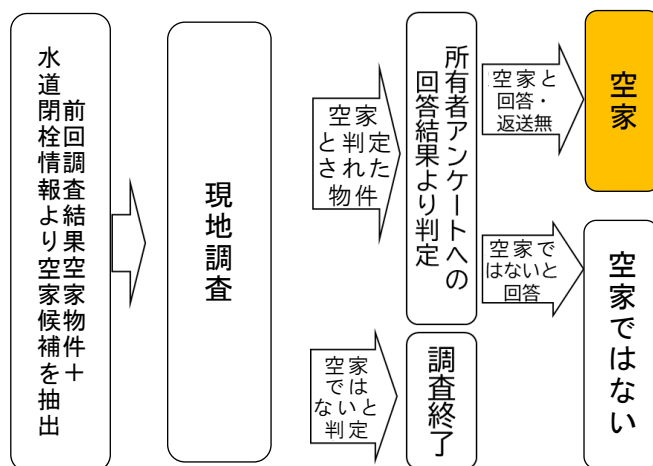 前回調査結果空家物件＋
水道閉栓情報より空家候補を抽出
現地調査
空家
と判定
された
物件
所有者アンケートへの
回答結果より判定
空家と
回答・
返送無
空家
空家で
はないと
回答
空家ではない
空家
では
ないと
判定
調査終了